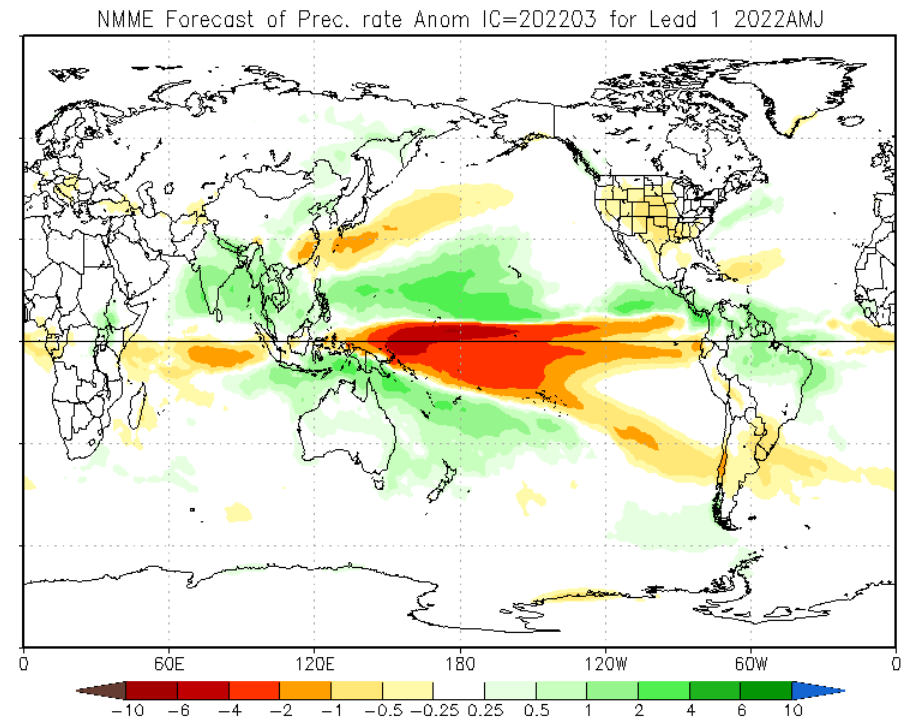 NMME Forecast of Prec. rate Anom IC=202203 for Lead 1 2022AMJ
0 60E 120E 180 120W 60W 0
-10 -6 -4 -2 -1 -0.5 -0.25 0.25 0.5 1 2 4 6 10